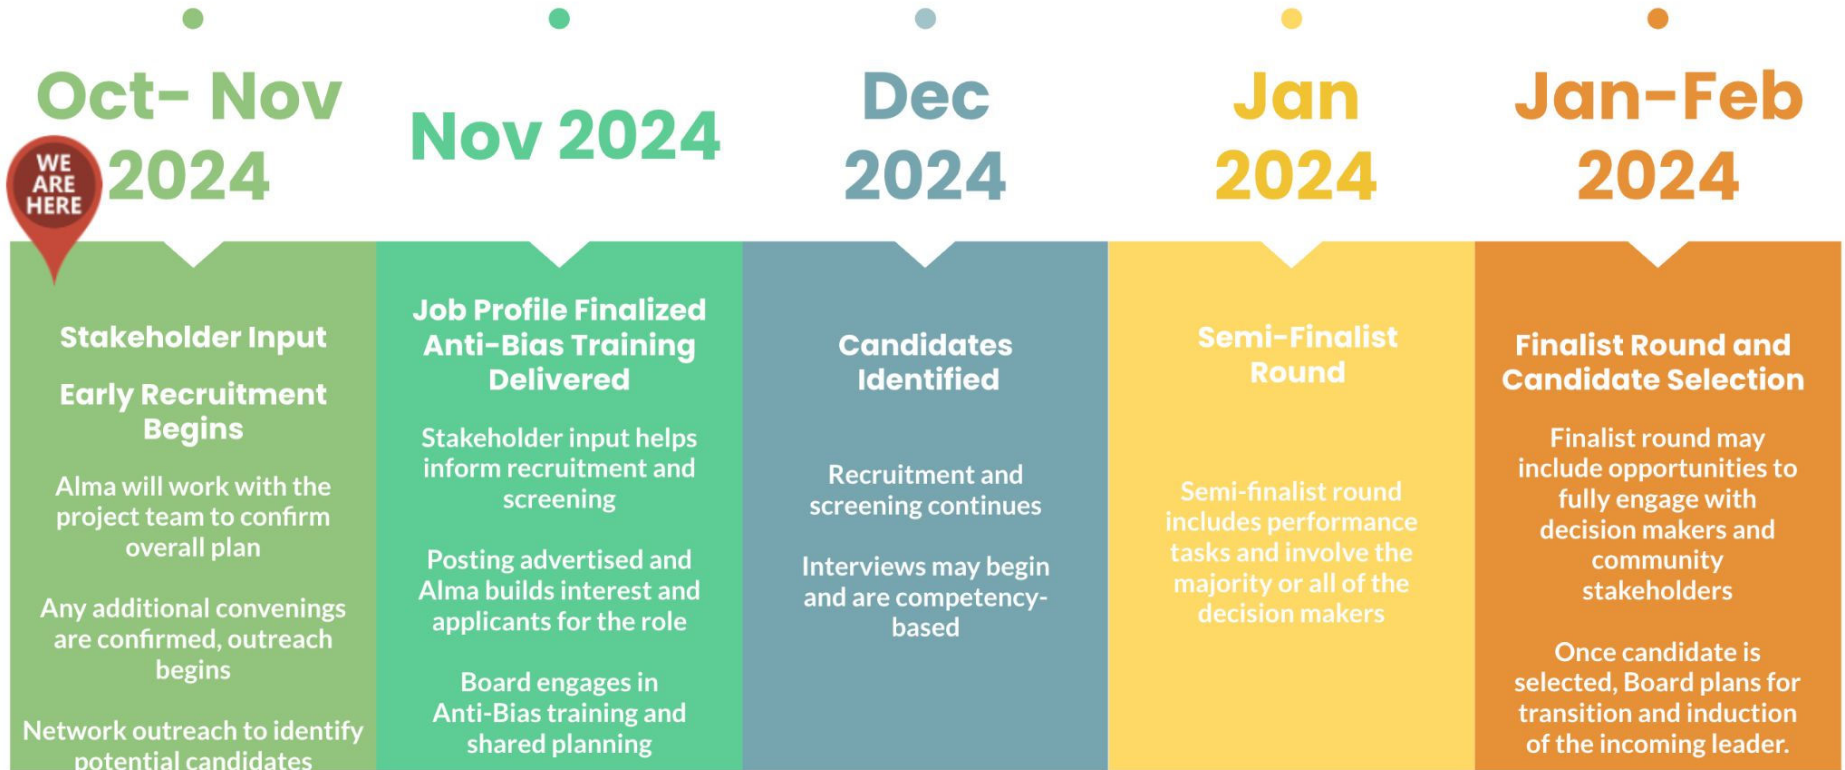 Oct- Nov
2024
WE
ARE
HERE
Stakeholder Input
Early Recruitment
Begins
Alma will work with the
project team to confirm
overall plan
Any additional convenings
are confirmed, outreach
begins
Network outreach to identify
potential candidates
Nov 2024
Job Profile Finalized
Anti-Bias Training
Delivered
Stakeholder input helps
inform recruitment and
screening
Posting advertised and
Alma builds interest and
applicants for the role
Board engages in
Anti-Bias training and
shared planning
Dec
2024
Candidates
Identified
Recruitment and
screening continues
Interviews may begin
and are competency-
based
Jan
2024
Semi-Finalist
Round
Semi-finalist round
includes performance
tasks and involve the
majority or all of the
decision makers
Jan-Feb
2024
Finalist Round and
Candidate Selection
Finalist round may
include opportunities to
fully engage with
decision makers and
community
stakeholders
Once candidate is
selected, Board plans for
transition and induction
of the incoming leader.